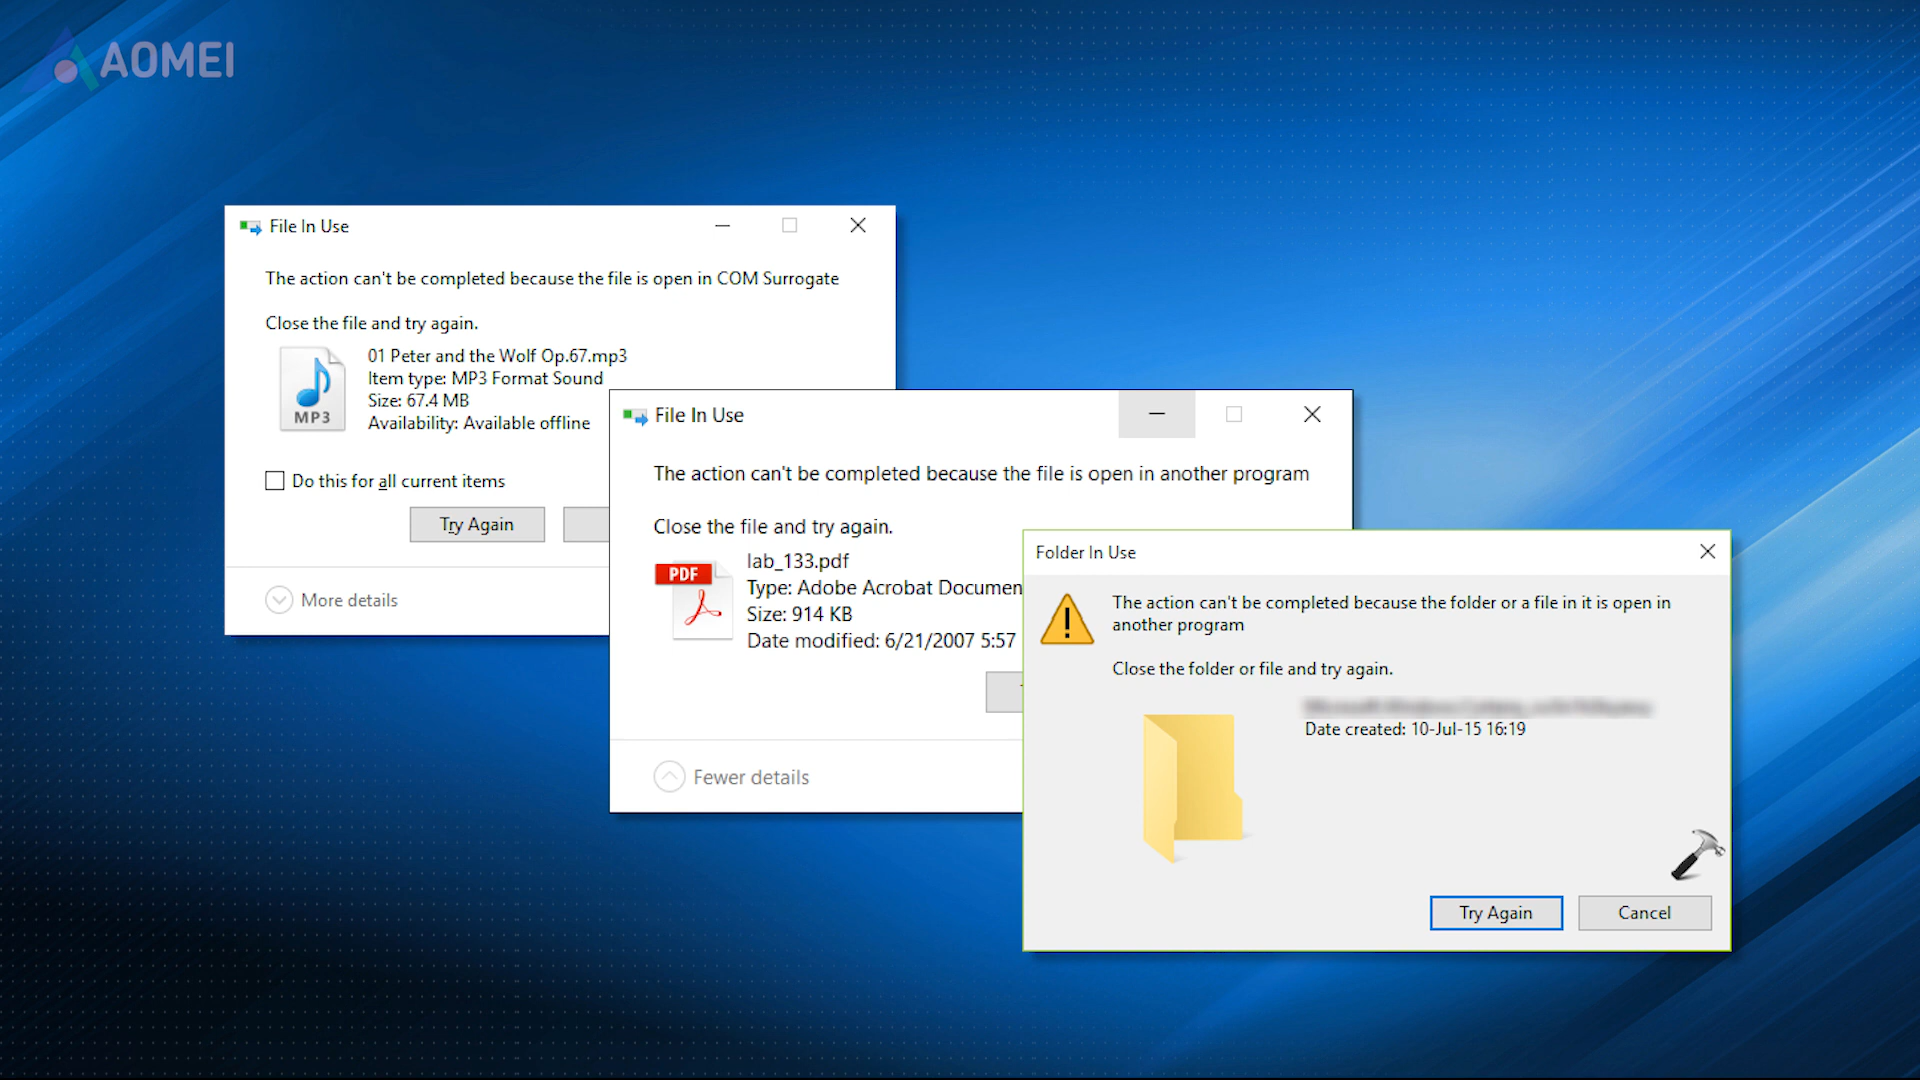 AOMEI
File In Use
The action can't be completed because the file is open in COM Surrogate
Close the file and try again.
01 Peter and the Wolf Op.67.mp3
Item type: MP3 Format Sound
Size: 67.4 MB
Availability: Available offline
MP3
Do this for all current items
Try Again
More details
File In Use
The action can't be completed because the file is open in another program
Close the file and try again.
PDF
lab_133.pdf
Type: Adobe Acrobat Documen
Size: 914 KB
Date modified: 6/21/2007 5:57
Fewer details
Folder In Use
The action can't be completed because the folder or a file in it is open in
another program
Close the folder or file and try again.
Date created: 10-Jul-15 16:19
Try Again
Cancel